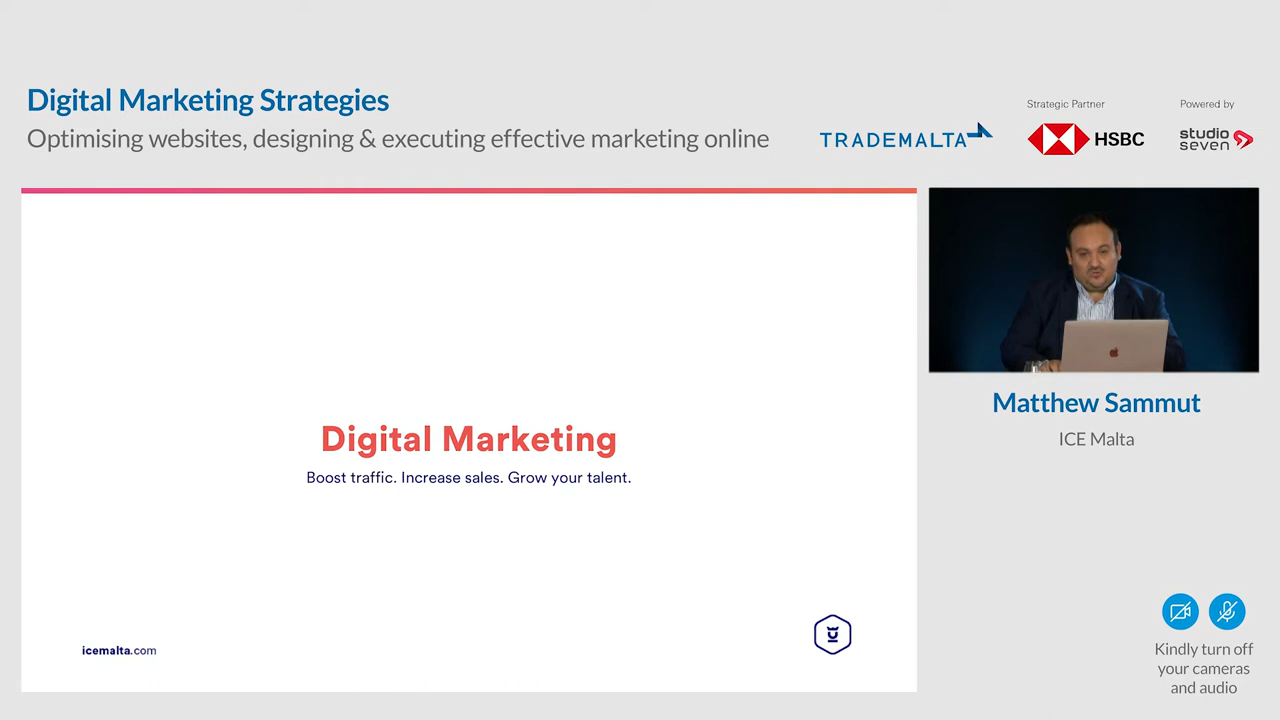 Digital Marketing Strategies
Optimising websites, designing & executing effective marketing online
TRADEMALTA
Strategic Partner
HSBC
Powered by
studio
seven
Digital Marketing
Boost traffic. Increase sales. Grow your talent.
icemalta.com
Matthew Sammut
ICE Malta
Kindly turn off
your cameras
and audio